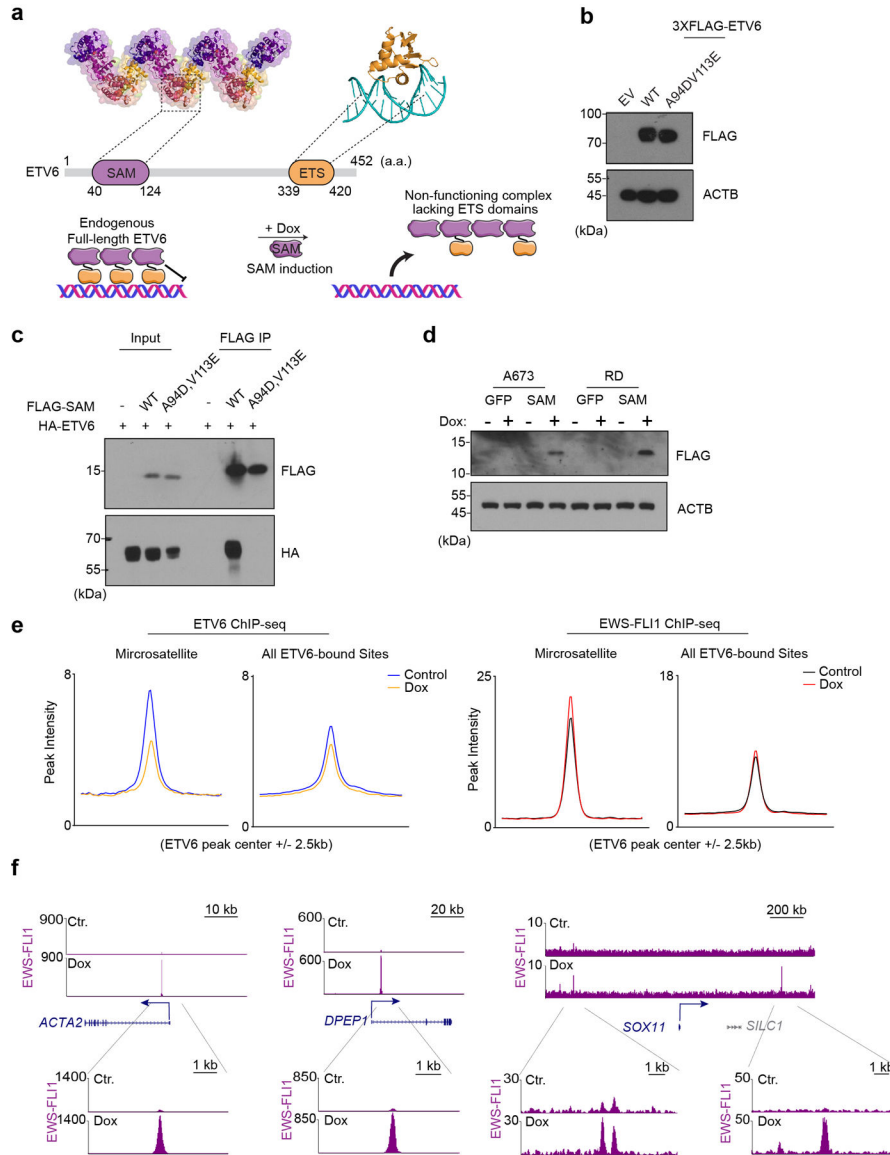 a
1
452 (a.a.)
ETV6
SAM
ETS
40
124
339
420
Endogenous
Full-length ETV6
+ Dox
SAM
SAM induction
Non-functioning complex
lacking ETS domains
b
3XFLAG-ETV6
EV
WT
A94DV113E
100
70
FLAG
55
45
ACTB
(kDa)
c
Input
FLAG IP
FLAG-SAM
-
WT
A94D,V113E
-
WT
A94D,V113E
HA-ETV6
+ + + + + +
15
FLAG
70
55
HA
(kDa)
d
A673
RD
GFP SAM GFP SAM
Dox: - + - + - + - +
15
10
FLAG
55
45
ACTB
(kDa)
e
ETV6 ChIP-seq
Mircrosatellite
All ETV6-bound Sites
8
8
Control
Dox
Peak Intensity
0
0
(ETV6 peak center +/- 2.5kb)
EWS-FLI1 ChIP-seq
Mircrosatellite
All ETV6-bound Sites
25
18
Control
Dox
Peak Intensity
0
0
(ETV6 peak center +/- 2.5kb)
f
10 kb
900
Ctr.
EWS-FLI1
900
Dox
ACTA2
1 kb
1400
Ctr.
EWS-FLI1
1400
Dox
20 kb
600
Ctr.
EWS-FLI1
600
Dox
DPEP1
1 kb
850
Ctr.
EWS-FLI1
850
Dox
200 kb
10
Ctr.
EWS-FLI1
10
Dox
SOX11
SILC1
1 kb
30
Ctr.
EWS-FLI1
30
Dox
1 kb
50
Ctr.
50
Dox